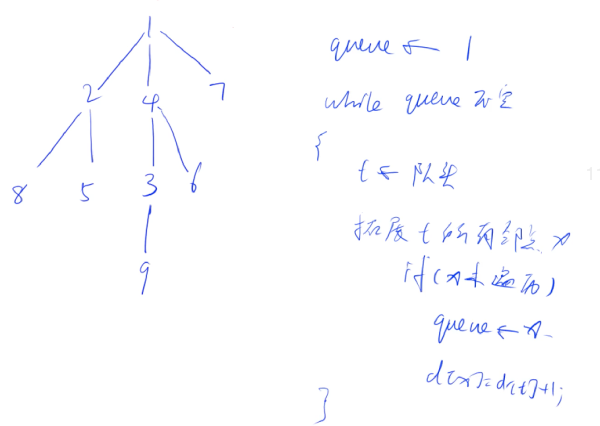 1
2 4 7
8 5 3 6
9
queue ← 1
while queue 不空
{
t ← 队头
拓展 t 的所有邻点 x
if (x 未遍历)
queue ← x
d[x] = d[t]+1;
}